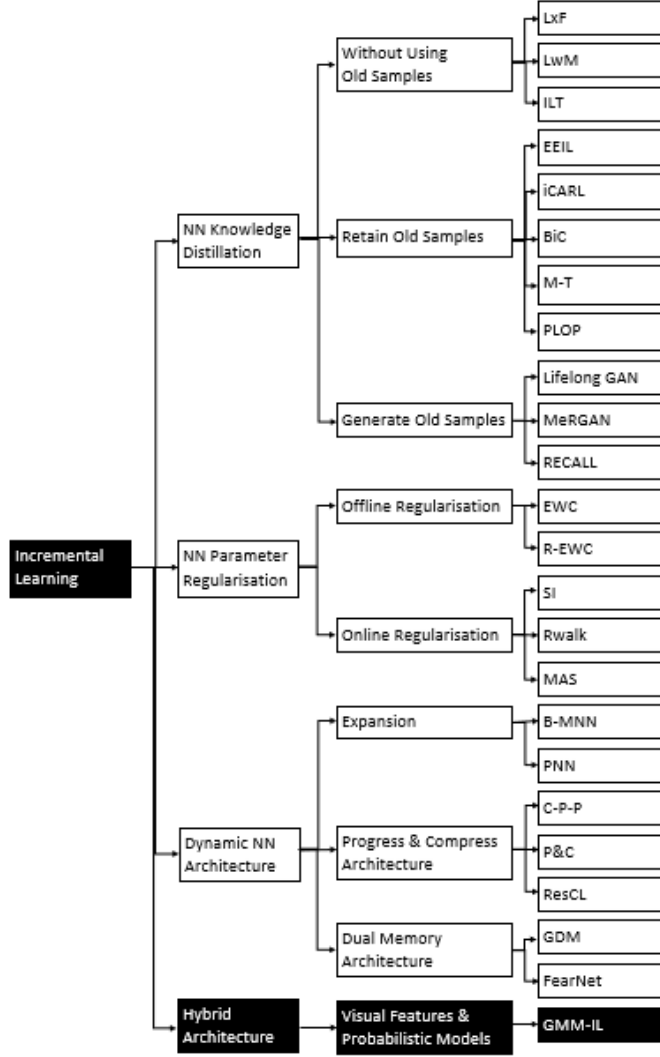 LxF
Without Using
Old Samples
LwM
ILT
EEIL
iCARL
NN Knowledge
Distillation
Retain Old Samples
BiC
M-T
PLOP
Lifelong GAN
Generate Old Samples
MeRGAN
RECALL
Offline Regularisation
EWC
R-EWC
Incremental
Learning
NN Parameter
Regularisation
SI
Online Regularisation
Rwalk
MAS
Expansion
B-MNN
PNN
C-P-P
Dynamic NN
Architecture
Progress & Compress
Architecture
P&C
ResCL
Dual Memory
Architecture
GDM
FearNet
Hybrid
Architecture
Visual Features &
Probabilistic Models
GMM-IL